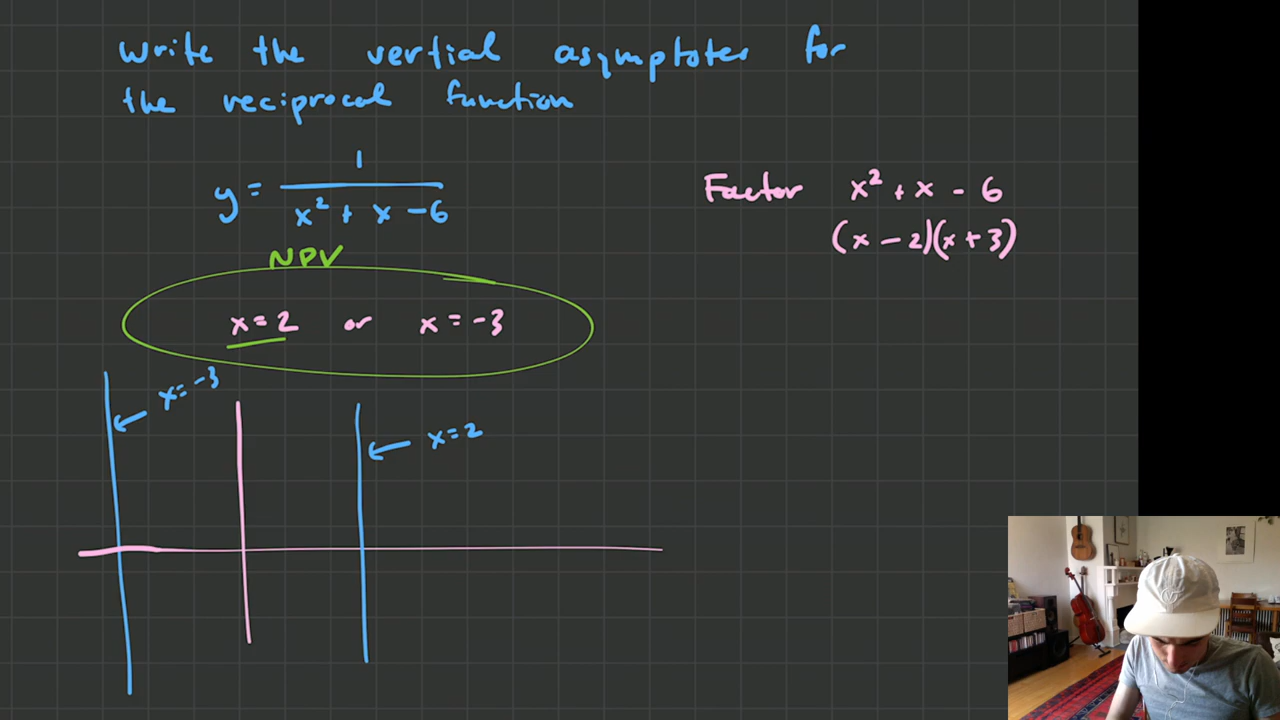 Write the vertial asymptotes for
the reciprocal function
y = 1 / (x² + x - 6)
Factor x² + x - 6
(x - 2)(x + 3)
NPV
x = 2 or x = -3
x = -3
x = 2